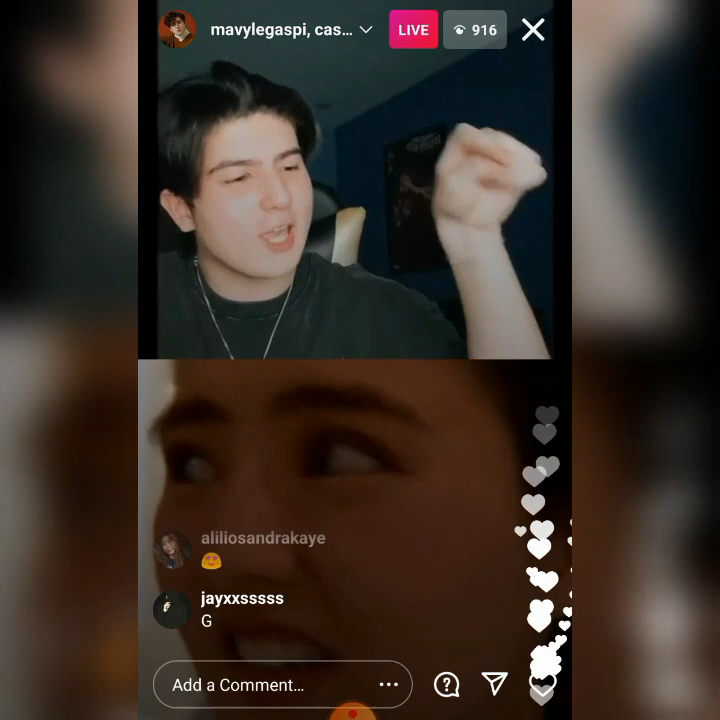 mavylegaspi, cas...
LIVE
916
aliliosandrakaye
jayxxsssss
G
Add a Comment...